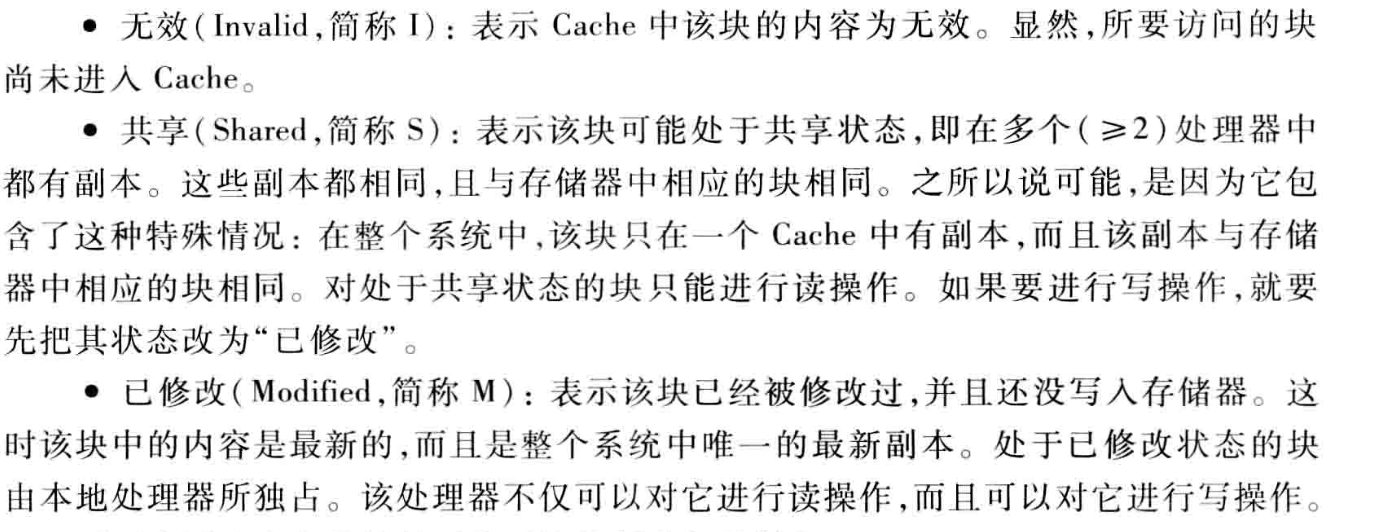 • 无效(Invalid,简称 I)：表示 Cache 中该块的内容为无效。显然,所要访问的块
尚未进入 Cache。
• 共享(Shared,简称 S)：表示该块可能处于共享状态,即在多个(≥2)处理器中
都有副本。这些副本都相同,且与存储器中相应的块相同。之所以说可能,是因为它包
含了这种特殊情况：在整个系统中,该块只在一个 Cache 中有副本,而且该副本与存储
器中相应的块相同。对处于共享状态的块只能进行读操作。如果要进行写操作,就要
先把其状态改为“已修改”。
• 已修改(Modified,简称 M)：表示该块已经被修改过,并且还没写入存储器。这
时该块中的内容是最新的,而且是整个系统中唯一的最新副本。处于已修改状态的块
由本地处理器所独占。该处理器不仅可以对它进行读操作,而且可以对它进行写操作。